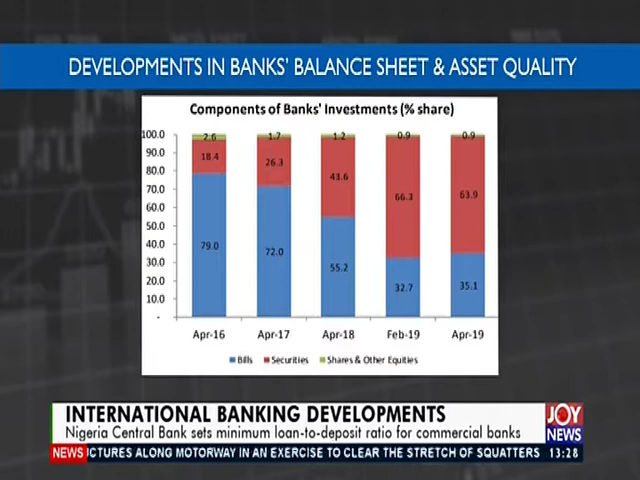 DEVELOPMENTS IN BANKS' BALANCE SHEET & ASSET QUALITY
Components of Banks' Investments (% share)
100.0
90.0
80.0
70.0
60.0
50.0
40.0
30.0
20.0
10.0
-
2.6 1.7 1.2 0.9 0.9
18.4 26.3 43.6 66.3 63.9
79.0 72.0 55.2 32.7 35.1
Apr-16 Apr-17 Apr-18 Feb-19 Apr-19
Bills Securities Shares & Other Equities
INTERNATIONAL BANKING DEVELOPMENTS
Nigeria Central Bank sets minimum loan-to-deposit ratio for commercial banks
JOY
NEWS
NEWS ALONG MOTORWAY IN AN EXERCISE TO CLEAR THE STRETCH OF SQUATTERS 13:28